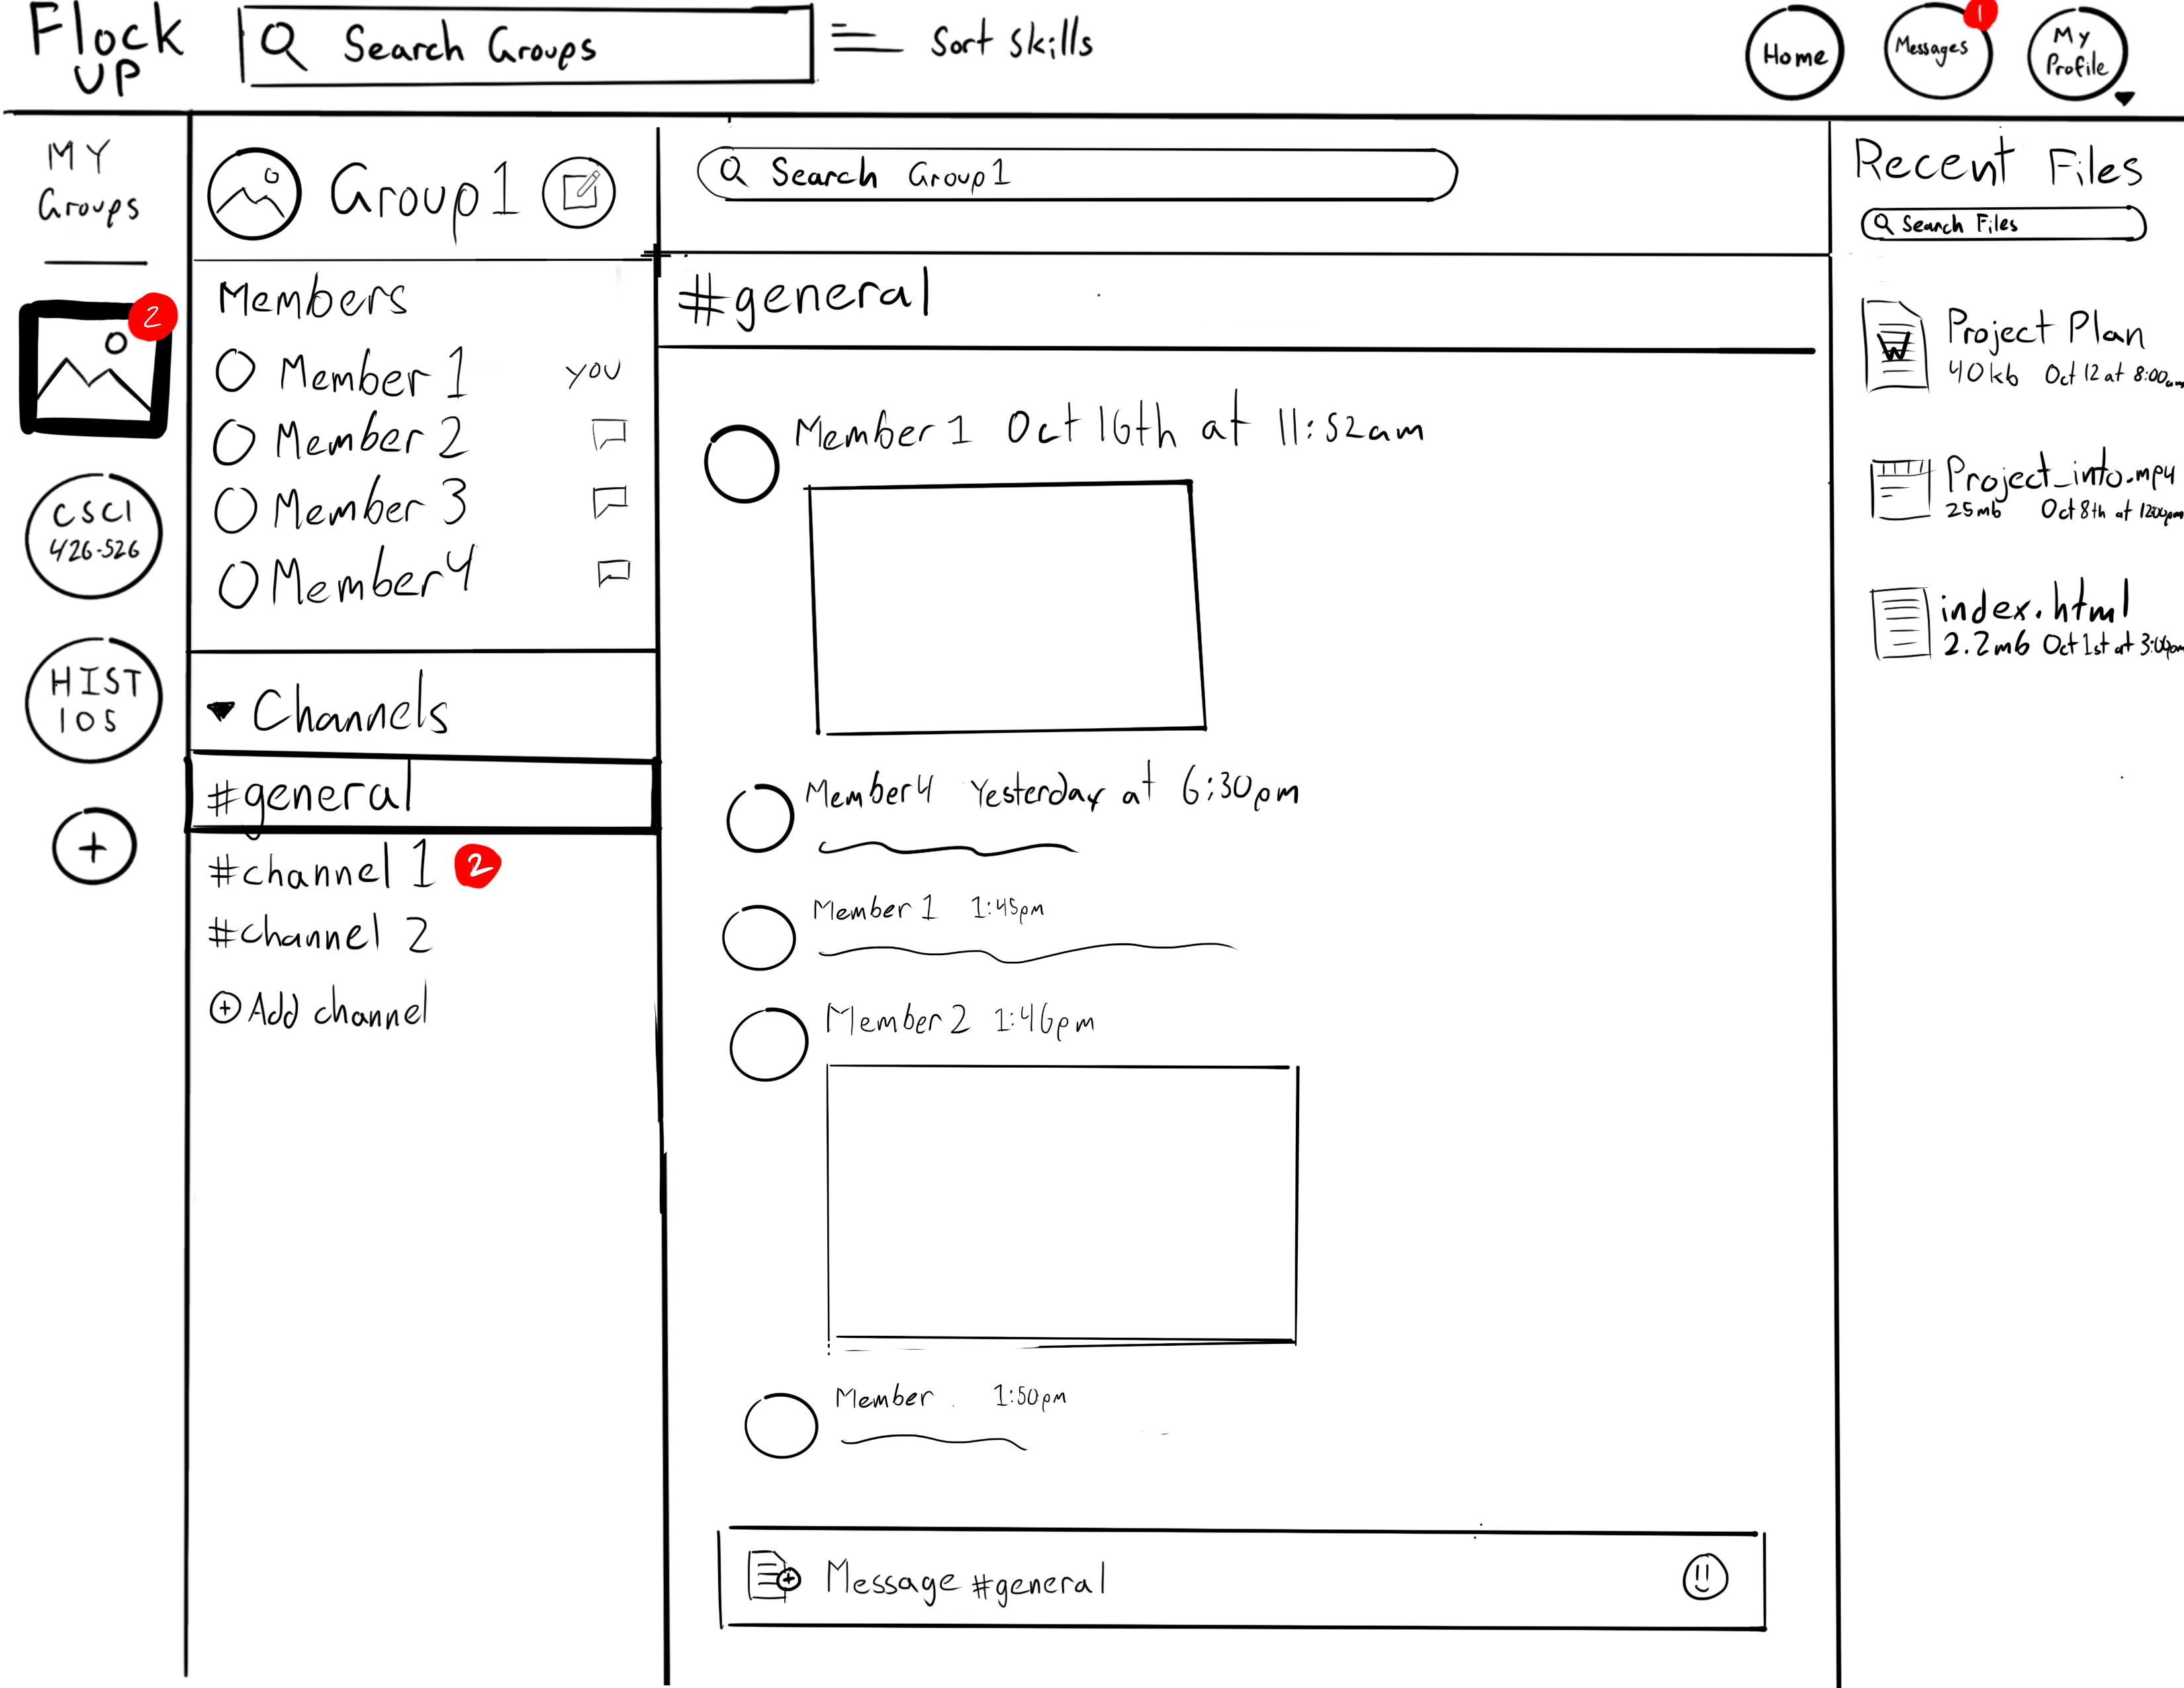 Flock
UP
Search Groups
Sort Skills
Home
Messages
1
My
Profile
MY
Groups
2
CSCI
426-526
HIST
105
+
Group 1
Members
Member 1 you
Member 2
Member 3
Member 4
Channels
#general
#channel 1 2
#channel 2
+ Add channel
Search Group 1
#general
Member 1 Oct 16th at 11:52am
Member 4 Yesterday at 6:30pm
Member 1 1:45pm
Member 2 1:46pm
Member 1:50pm
Message #general
Recent Files
Search Files
W
Project Plan
40kb Oct 12 at 8:00am
Project_into.mp4
25mb Oct 8th at 12:00pm
index.html
2.2mb Oct 1st at 3:00pm